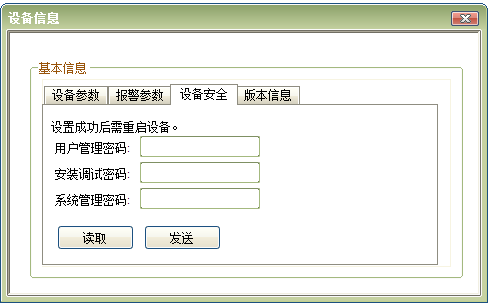 设备信息
基本信息
设备参数 报警参数 设备安全 版本信息
设置成功后需重启设备。
用户管理密码:
安装调试密码:
系统管理密码:
读取 发送